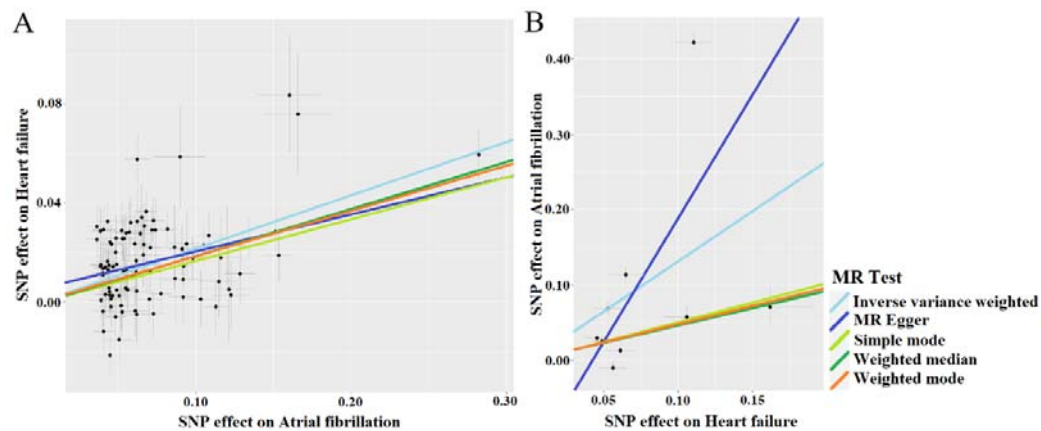 A
SNP effect on Heart failure
0.08
0.04
0.00
0.10
0.20
0.30
SNP effect on Atrial fibrillation
B
SNP effect on Atrial fibrillation
0.40
0.30
0.20
0.10
0.00
0.05
0.10
0.15
SNP effect on Heart failure
MR Test
Inverse variance weighted
MR Egger
Simple mode
Weighted median
Weighted mode